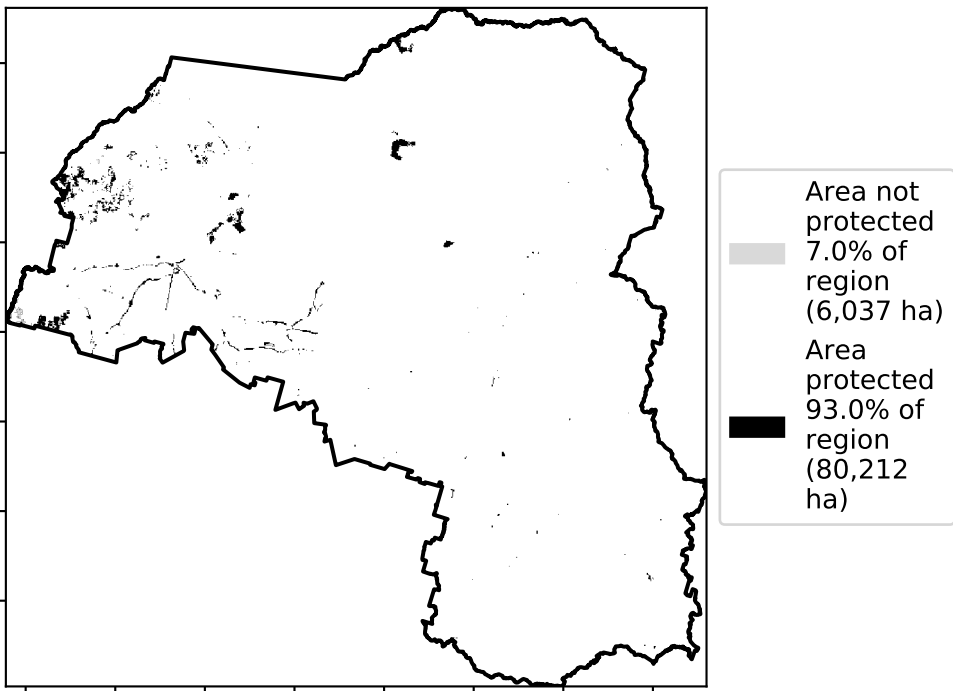 Area not
protected
7.0% of
region
(6,037 ha)
Area
protected
93.0% of
region
(80,212
ha)